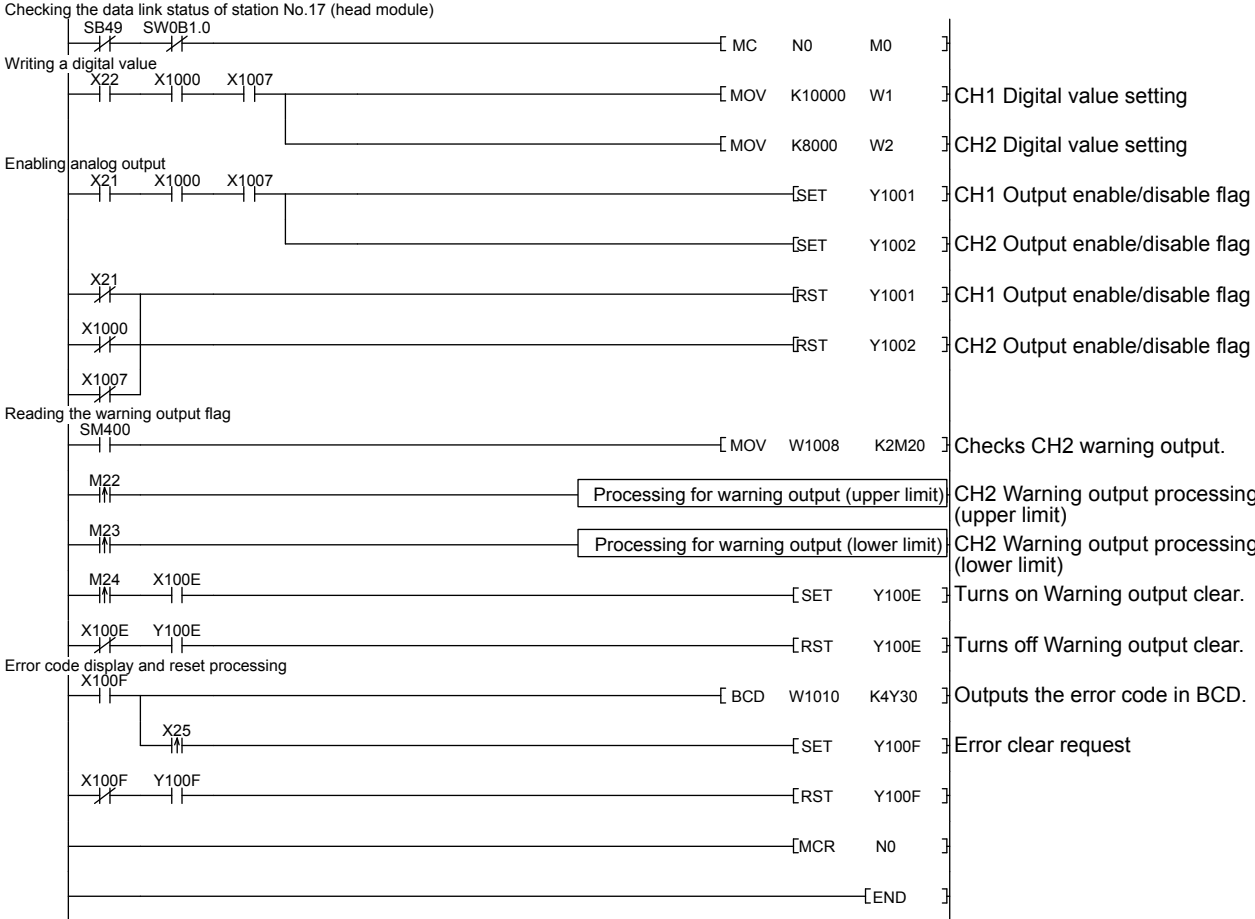 Checking the data link status of station No.17 (head module)
SB49 SW0B1.0
MC N0 M0
Writing a digital value
X22 X1000 X1007
MOV K10000 W1 CH1 Digital value setting
MOV K8000 W2 CH2 Digital value setting
Enabling analog output
X21 X1000 X1007
SET Y1001 CH1 Output enable/disable flag
SET Y1002 CH2 Output enable/disable flag
X21
RST Y1001 CH1 Output enable/disable flag
X1000
RST Y1002 CH2 Output enable/disable flag
X1007
Reading the warning output flag
SM400
MOV W1008 K2M20 Checks CH2 warning output.
M22
Processing for warning output (upper limit) CH2 Warning output processing
(upper limit)
M23
Processing for warning output (lower limit) CH2 Warning output processing
(lower limit)
M24 X100E
SET Y100E Turns on Warning output clear.
X100E Y100E
RST Y100E Turns off Warning output clear.
Error code display and reset processing
X100F
BCD W1010 K4Y30 Outputs the error code in BCD.
X25
SET Y100F Error clear request
X100F Y100F
RST Y100F
MCR N0
END